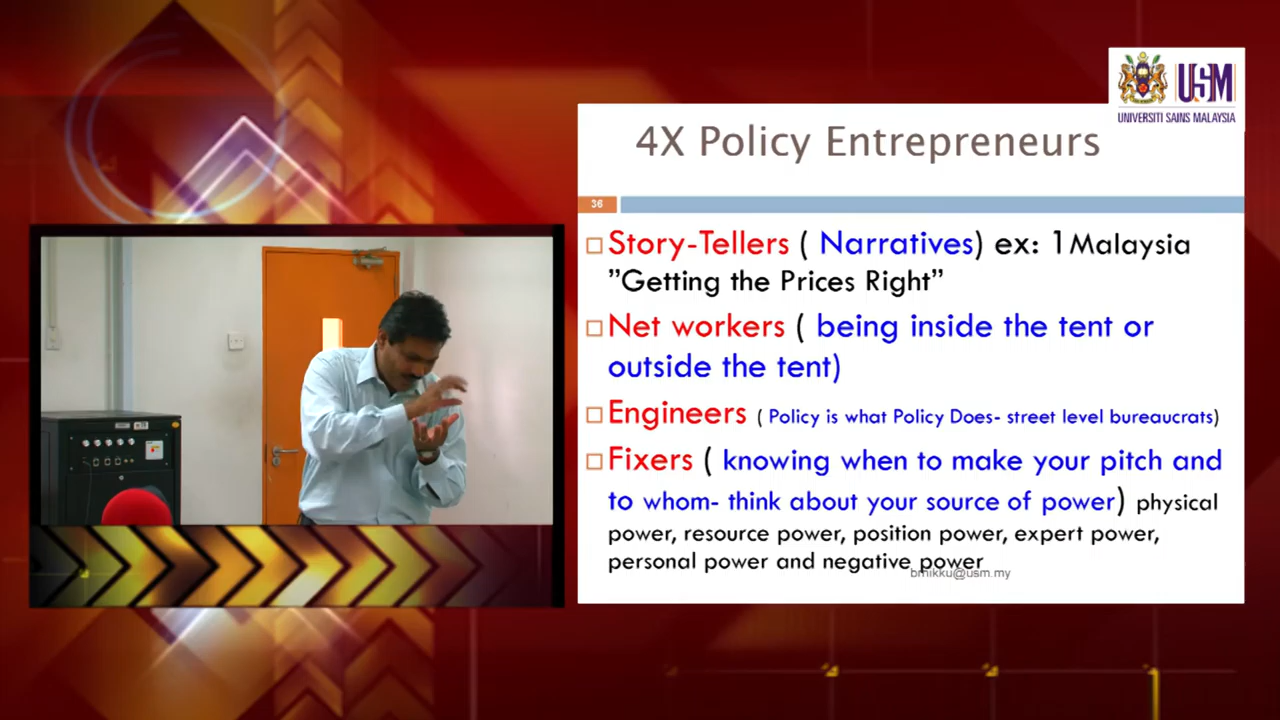 USM
UNIVERSITI SAINS MALAYSIA
4X Policy Entrepreneurs
36
Story-Tellers ( Narratives) ex: 1Malaysia
”Getting the Prices Right”
Net workers ( being inside the tent or
outside the tent)
Engineers ( Policy is what Policy Does- street level bureaucrats)
Fixers ( knowing when to make your pitch and
to whom- think about your source of power) physical
power, resource power, position power, expert power,
personal power and negative power
bmikku@usm.my